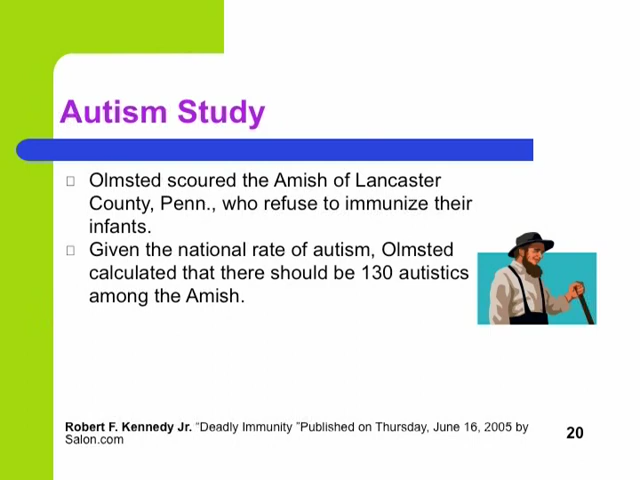 Autism Study
Olmsted scoured the Amish of Lancaster
County, Penn., who refuse to immunize their
infants.
Given the national rate of autism, Olmsted
calculated that there should be 130 autistics
among the Amish.
Robert F. Kennedy Jr. “Deadly Immunity ”Published on Thursday, June 16, 2005 by
Salon.com
20